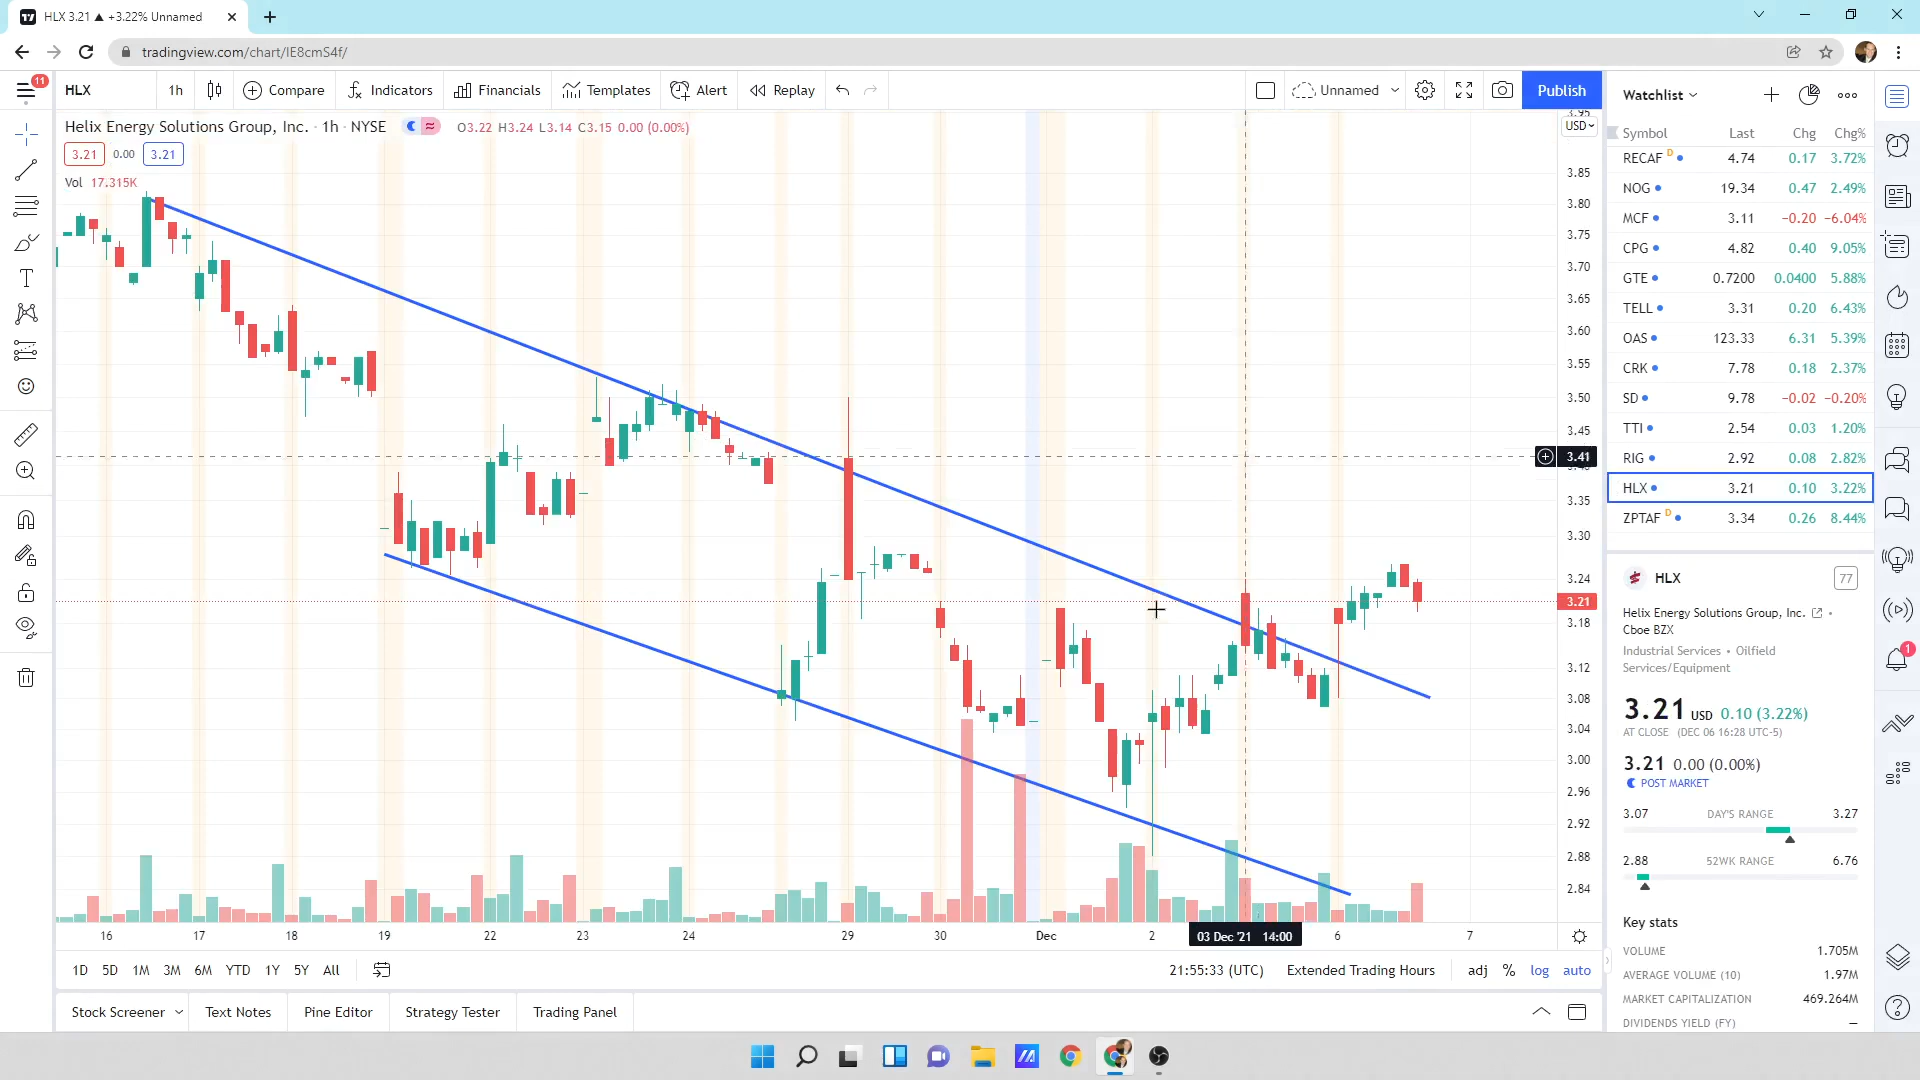 HLX 3.21 ▲ +3.22% Unnamed
tradingview.com/chart/IE8cmS4f/
11
HLX 1h Compare Indicators Financials Templates Alert Replay Unnamed Publish
Helix Energy Solutions Group, Inc. · 1h · NYSE O3.22 H3.24 L3.14 C3.15 0.00 (0.00%)
3.21 0.00 3.21
Vol 17.315K
USD
3.95
3.85
3.80
3.75
3.70
3.65
3.60
3.55
3.50
3.45
3.41
3.35
3.30
3.24
3.21
3.18
3.12
3.08
3.04
3.00
2.96
2.92
2.88
2.84
16 17 18 19 22 23 24 29 30 Dec 2 03 Dec '21 14:00 6 7
1D 5D 1M 3M 6M YTD 1Y 5Y All 21:55:33 (UTC) Extended Trading Hours adj % log auto
Stock Screener Text Notes Pine Editor Strategy Tester Trading Panel
Watchlist
Symbol Last Chg Chg%
RECAF D 4.74 0.17 3.72%
NOG 19.34 0.47 2.49%
MCF 3.11 −0.20 −6.04%
CPG 4.82 0.40 9.05%
GTE 0.7200 0.0400 5.88%
TELL 3.31 0.20 6.43%
OAS 123.33 6.31 5.39%
CRK 7.78 0.18 2.37%
SD 9.78 −0.02 −0.20%
TTI 2.54 0.03 1.20%
RIG 2.92 0.08 2.82%
HLX 3.21 0.10 3.22%
ZPTAF D 3.34 0.26 8.44%
HLX 77
Helix Energy Solutions Group, Inc. •
Cboe BZX
Industrial Services • Oilfield
Services/Equipment
3.21 USD 0.10 (3.22%)
AT CLOSE (DEC 06 16:28 UTC-5)
3.21 0.00 (0.00%)
POST MARKET
3.07 DAY'S RANGE 3.27
2.88 52WK RANGE 6.76
Key stats
VOLUME 1.705M
AVERAGE VOLUME (10) 1.97M
MARKET CAPITALIZATION 469.264M
DIVIDENDS YIELD (FY) —
1